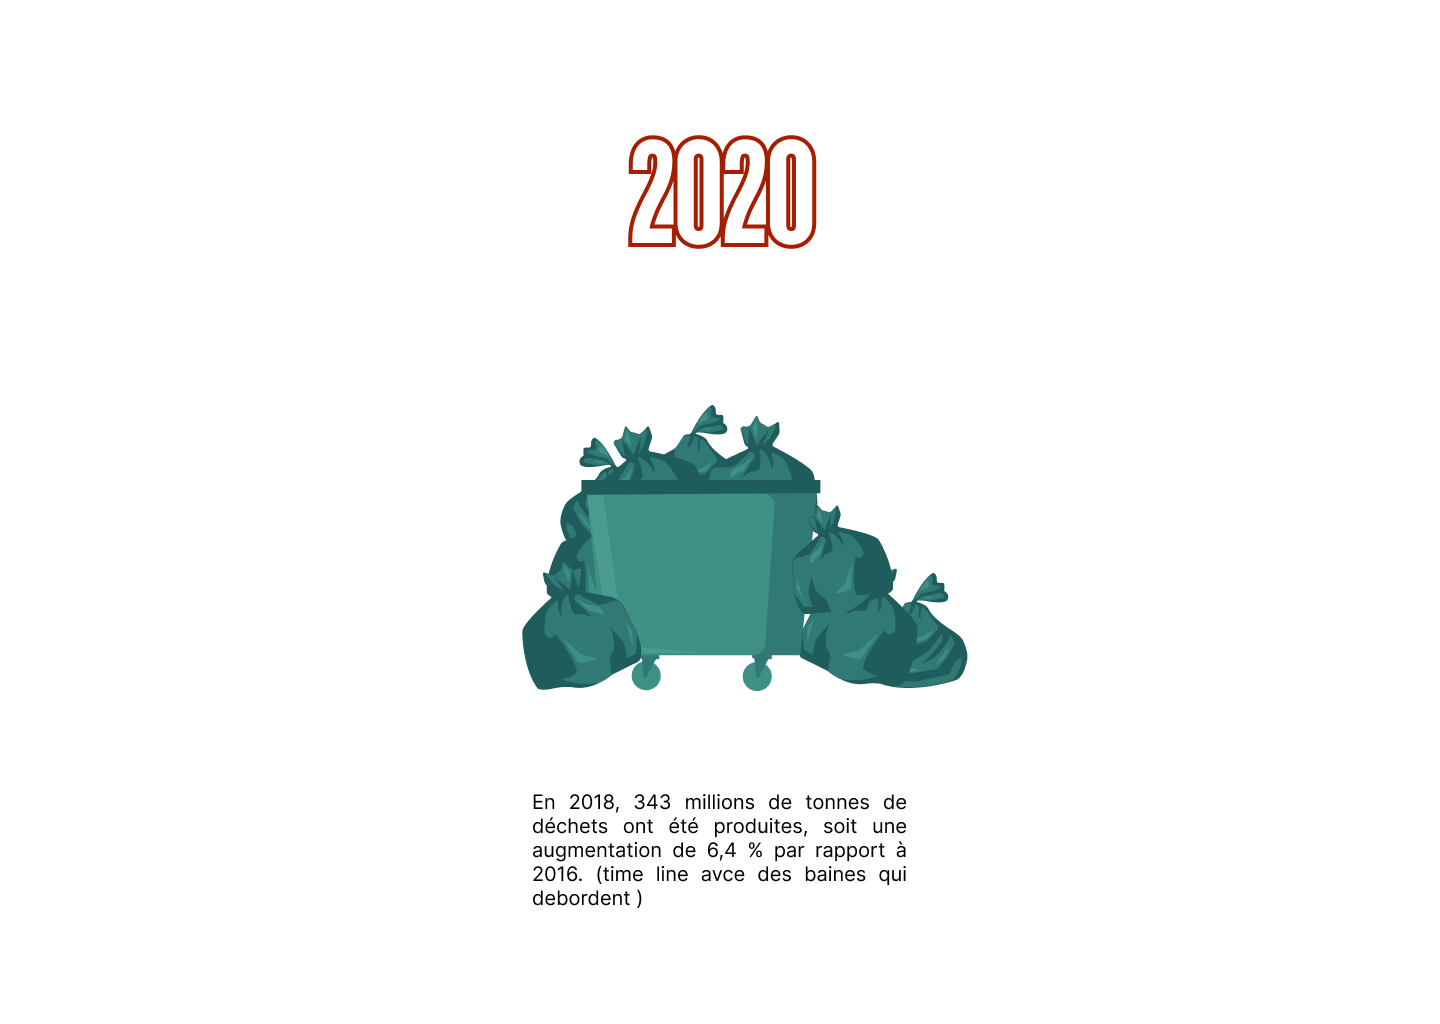 2020
En 2018, 343 millions de tonnes de
déchets ont été produites, soit une
augmentation de 6,4 % par rapport à
2016. (time line avce des baines qui
debordent )